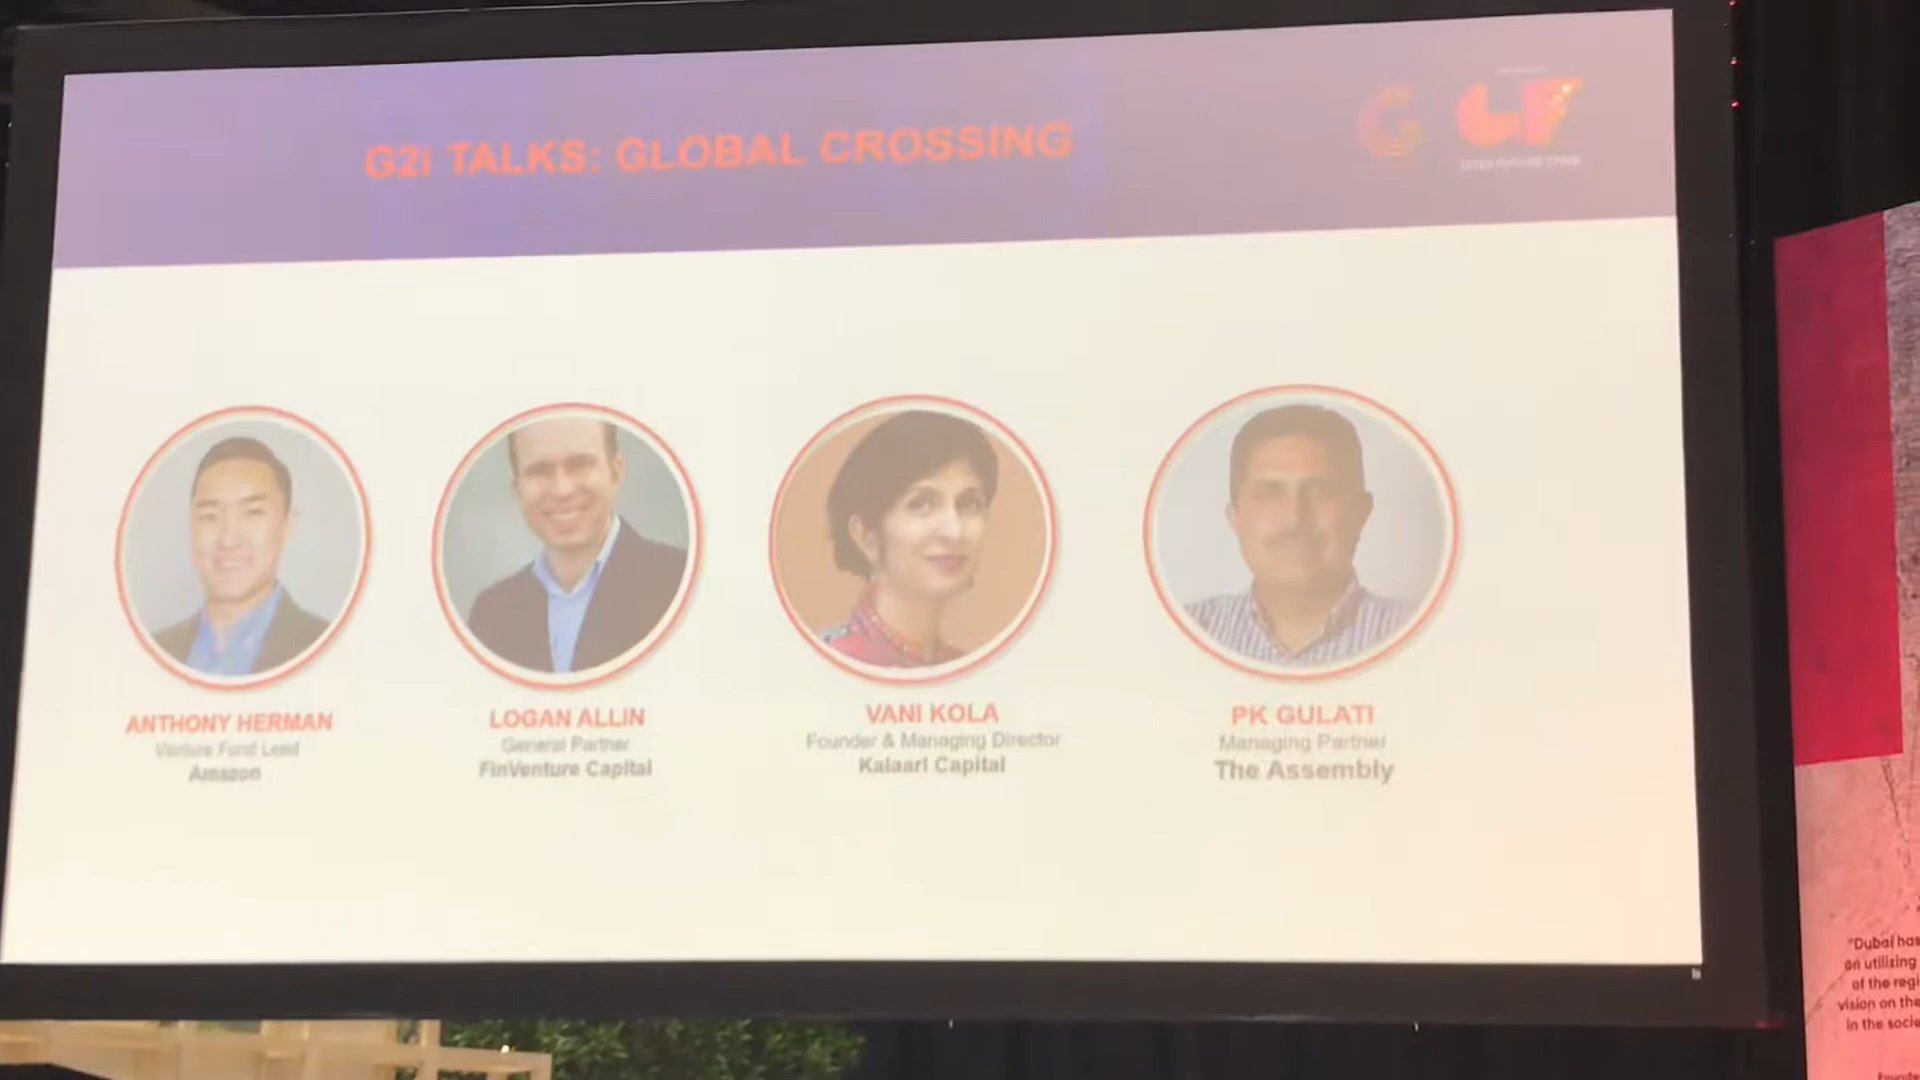 G2I TALKS: GLOBAL CROSSING
ANTHONY HERMAN
Venture Fund Lead
Amazon
LOGAN ALLIN
General Partner
FinVenture Capital
VANI KOLA
Founder & Managing Director
Kalaari Capital
PK GULATI
Managing Partner
The Assembly
"Dubai has
on utilizing
of the regi
vision on the
in the socie